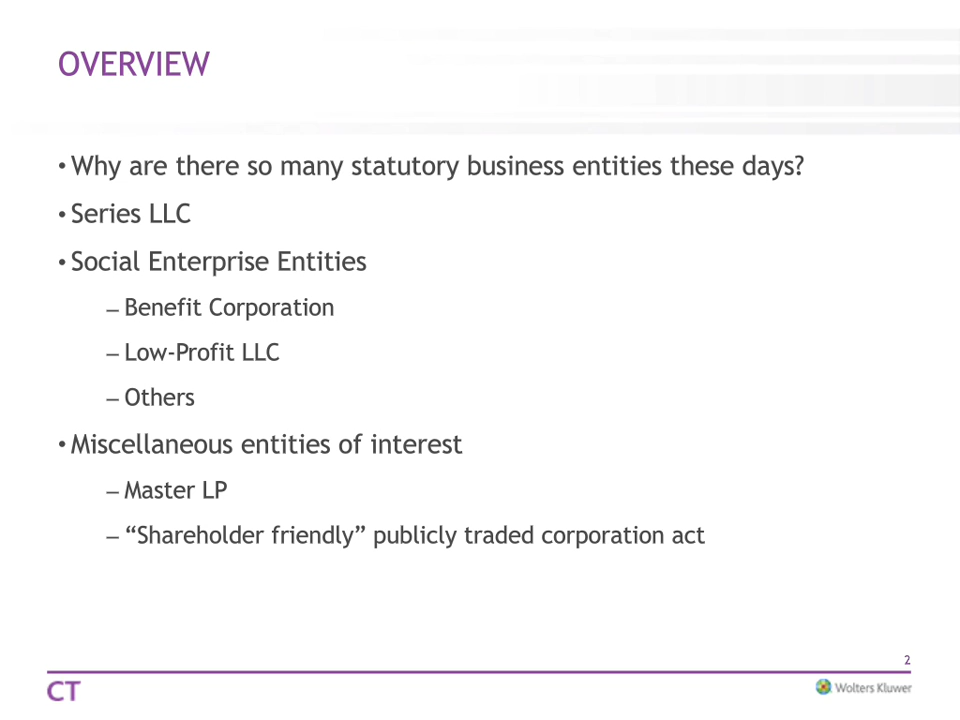 OVERVIEW
• Why are there so many statutory business entities these days?
• Series LLC
• Social Enterprise Entities
– Benefit Corporation
– Low-Profit LLC
– Others
• Miscellaneous entities of interest
– Master LP
– “Shareholder friendly” publicly traded corporation act
2
CT
Wolters Kluwer